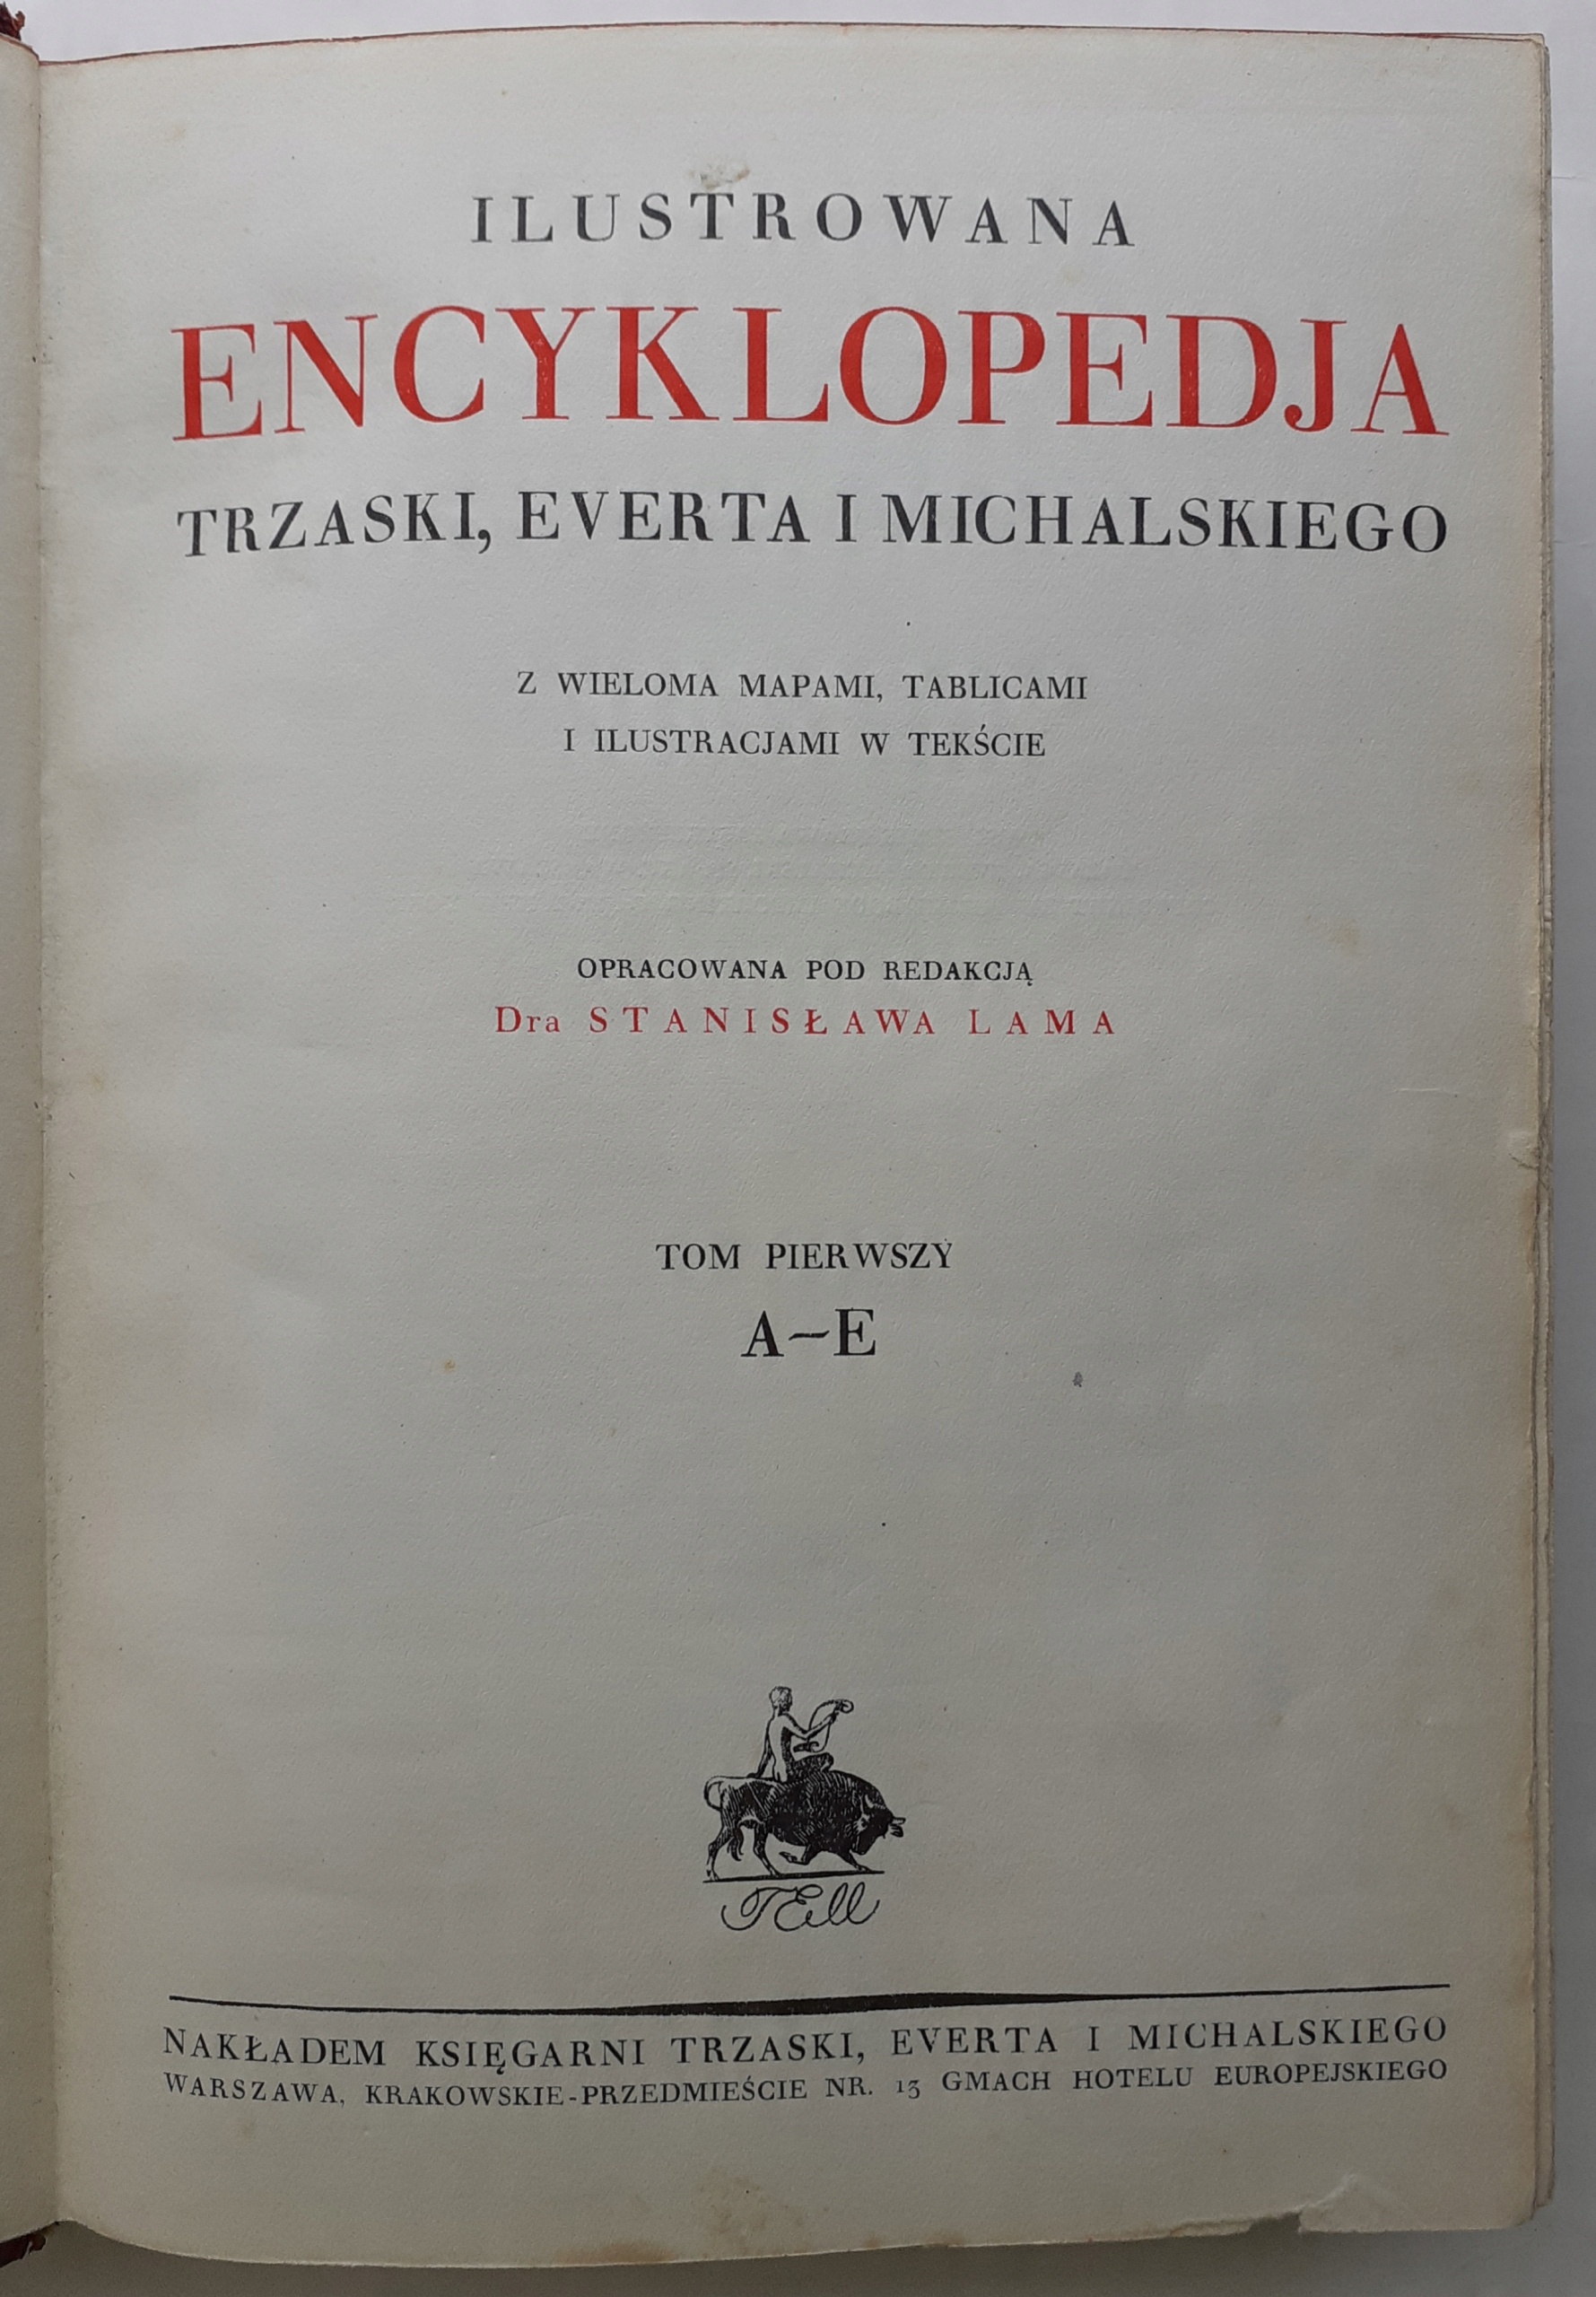 ILUSTROWANA
ENCYKLOPEDJA
TRZASKI, EVERTA I MICHALSKIEGO
Z WIELOMA MAPAMI, TABLICAMI
I ILUSTRACJAMI W TEKŚCIE
OPRACOWANA POD REDAKCJĄ
Dra STANISŁAWA LAMA
TOM PIERWSZY
A–E
TEM
NAKŁADEM KSIĘGARNI TRZASKI, EVERTA I MICHALSKIEGO
WARSZAWA, KRAKOWSKIE-PRZEDMIEŚCIE NR. 13 GMACH HOTELU EUROPEJSKIEGO